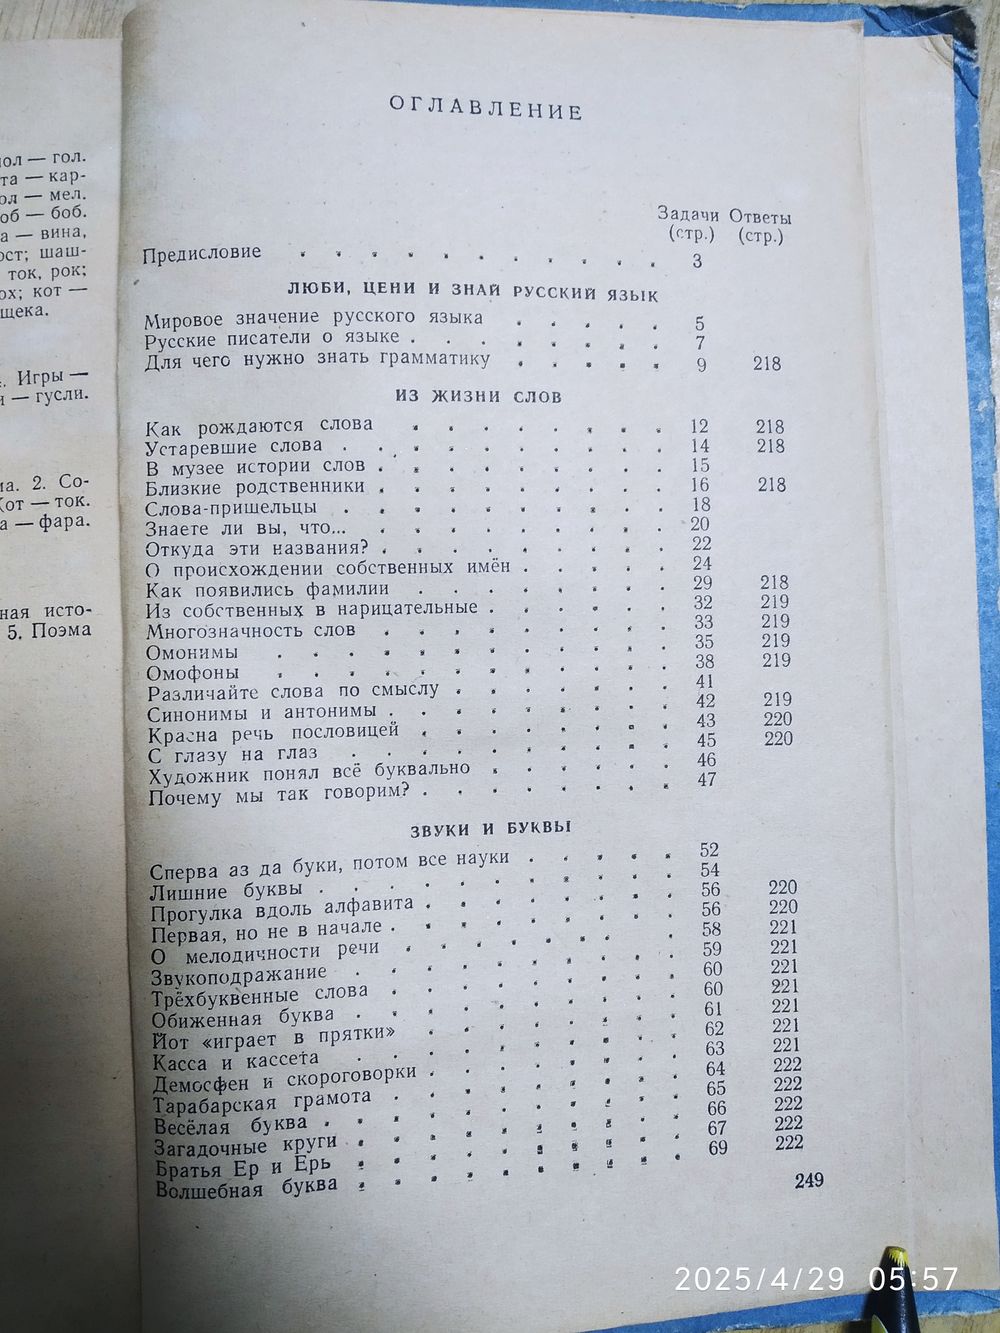 ол — гол.
та — кар-
ол — мел.
об — боб.
а — вина,
ост; шаш-
ток, рок;
ох; кот —
щека.
Игры —
и — гусли.
ма. 2. Со-
Кот — ток.
а — фара.
ная исто-
5. Поэма
ОГЛАВЛЕНИЕ
Задачи Ответы
(стр.) (стр.)
Предисловие . . . . . . . . . . 3
ЛЮБИ, ЦЕНИ И ЗНАЙ РУССКИЙ ЯЗЫК
Мировое значение русского языка . . . . . 5
Русские писатели о языке . . . . . . . . 7
Для чего нужно знать грамматику . . . . . 9 218
ИЗ ЖИЗНИ СЛОВ
Как рождаются слова . . . . . . . . 12 218
Устаревшие слова . . . . . . . . . . 14 218
В музее истории слов . . . . . . . . . 15
Близкие родственники . . . . . . . . . 16 218
Слова-пришельцы . . . . . . . . . . 18
Знаете ли вы, что... . . . . . . . . . 20
Откуда эти названия? . . . . . . . . . 22
О происхождении собственных имён . . . . . 24
Как появились фамилии . . . . . . . . 29 218
Из собственных в нарицательные . . . . . . 32 219
Многозначность слов . . . . . . . . . 33 219
Омонимы . . . . . . . . . . . . 35 219
Омофоны . . . . . . . . . . . . 38 219
Различайте слова по смыслу . . . . . . . 41
Синонимы и антонимы . . . . . . . . . 42 219
Красна речь пословицей . . . . . . . . 43 220
С глазу на глаз . . . . . . . . . . 45 220
Художник понял всё буквально . . . . . . 46
Почему мы так говорим? . . . . . . . . 47
ЗВУКИ И БУКВЫ
Сперва аз да буки, потом все науки . . . . . 52
Лишние буквы . . . . . . . . . . . 54
Прогулка вдоль алфавита . . . . . . . . 56 220
Первая, но не в начале . . . . . . . . . 56 220
О мелодичности речи . . . . . . . . 58 221
Звукоподражание . . . . . . . . . . 59 221
Трёхбуквенные слова . . . . . . . . . 60 221
Обиженная буква . . . . . . . . . . 60 221
Йот «играет в прятки» . . . . . . . . 61 221
Касса и кассета . . . . . . . . . . 62 221
Демосфен и скороговорки . . . . . . . . 63 221
Тарабарская грамота . . . . . . . . . 64 222
Весёлая буква . . . . . . . . . . . 65 222
Загадочные круги . . . . . . . . . . 66 222
Братья Ер и Ерь . . . . . . . . . . 67 222
Волшебная буква . . . . . . . . . . 69 222
249
2025/4/29 05:57